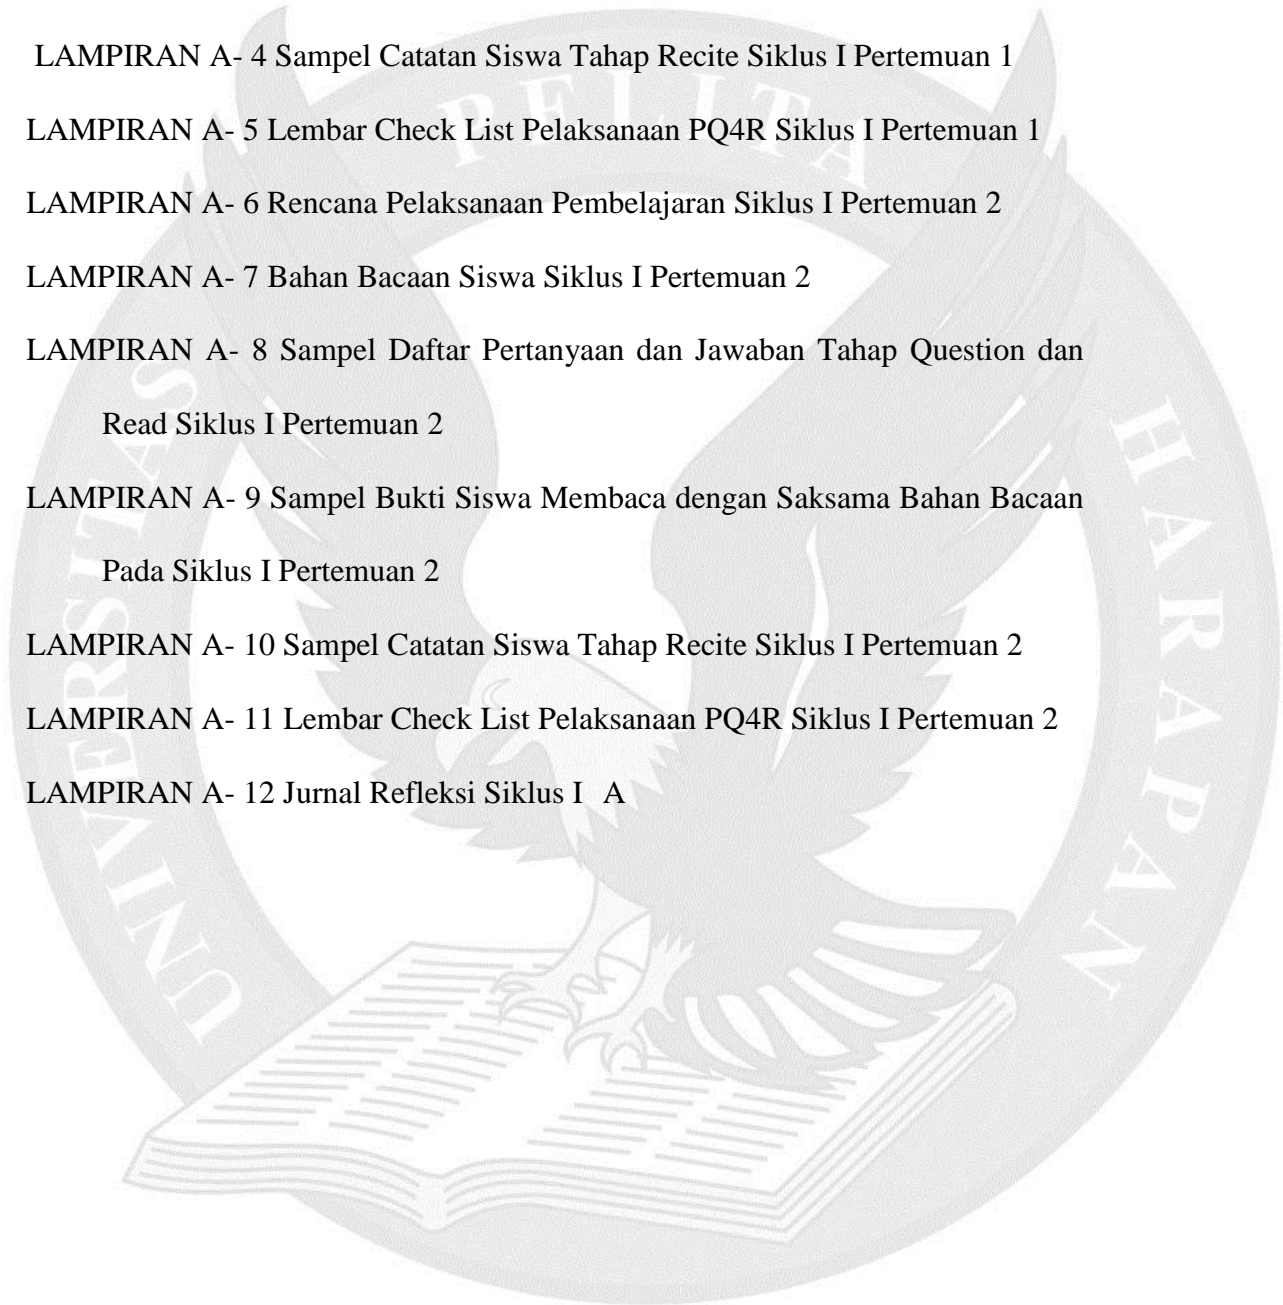 LAMPIRAN A- 4 Sampel Catatan Siswa Tahap Recite Siklus I Pertemuan 1
LAMPIRAN A- 5 Lembar Check List Pelaksanaan PQ4R Siklus I Pertemuan 1
LAMPIRAN A- 6 Rencana Pelaksanaan Pembelajaran Siklus I Pertemuan 2
LAMPIRAN A- 7 Bahan Bacaan Siswa Siklus I Pertemuan 2
LAMPIRAN A- 8 Sampel Daftar Pertanyaan dan Jawaban Tahap Question dan
Read Siklus I Pertemuan 2
LAMPIRAN A- 9 Sampel Bukti Siswa Membaca dengan Saksama Bahan Bacaan
Pada Siklus I Pertemuan 2
LAMPIRAN A- 10 Sampel Catatan Siswa Tahap Recite Siklus I Pertemuan 2
LAMPIRAN A- 11 Lembar Check List Pelaksanaan PQ4R Siklus I Pertemuan 2
LAMPIRAN A- 12 Jurnal Refleksi Siklus I A
UNIVERSITAS PELITA HARAPAN